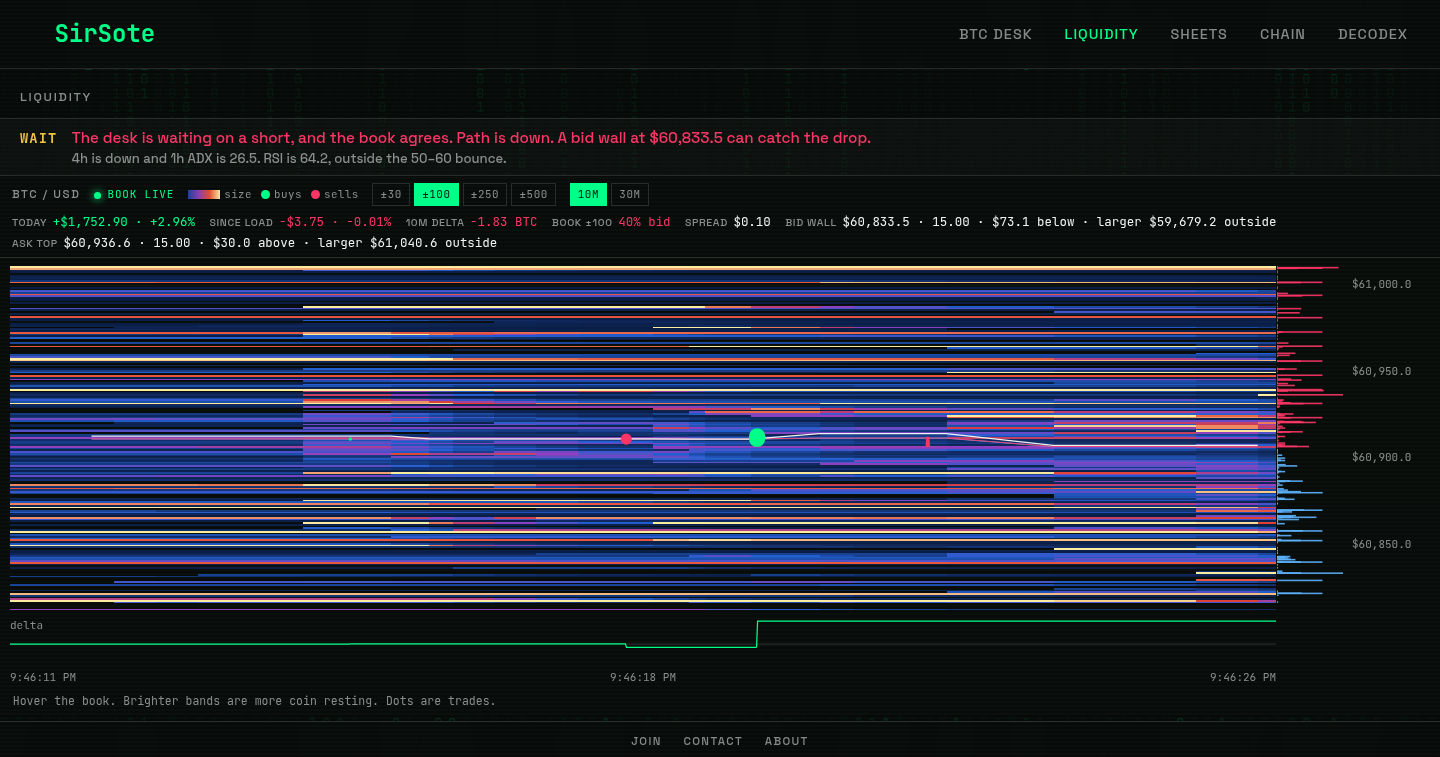 SirSote
BTC DESK LIQUIDITY SHEETS CHAIN DECODEX
LIQUIDITY
WAIT The desk is waiting on a short, and the book agrees. Path is down. A bid wall at $60,833.5 can catch the drop.
4h is down and 1h ADX is 26.5. RSI is 64.2, outside the 50–60 bounce.
BTC / USD BOOK LIVE size buys sells ±30 ±100 ±250 ±500 10M 30M
TODAY +$1,752.90 · +2.96% SINCE LOAD -$3.75 · -0.01% 10M DELTA -1.83 BTC BOOK ±100 40% bid SPREAD $0.10 BID WALL $60,833.5 · 15.00 · $73.1 below · larger $59,679.2 outside
ASK TOP $60,936.6 · 15.00 · $30.0 above · larger $61,040.6 outside
$61,000.0
$60,950.0
$60,900.0
$60,850.0
delta
9:46:11 PM 9:46:18 PM 9:46:26 PM
Hover the book. Brighter bands are more coin resting. Dots are trades.
JOIN CONTACT ABOUT